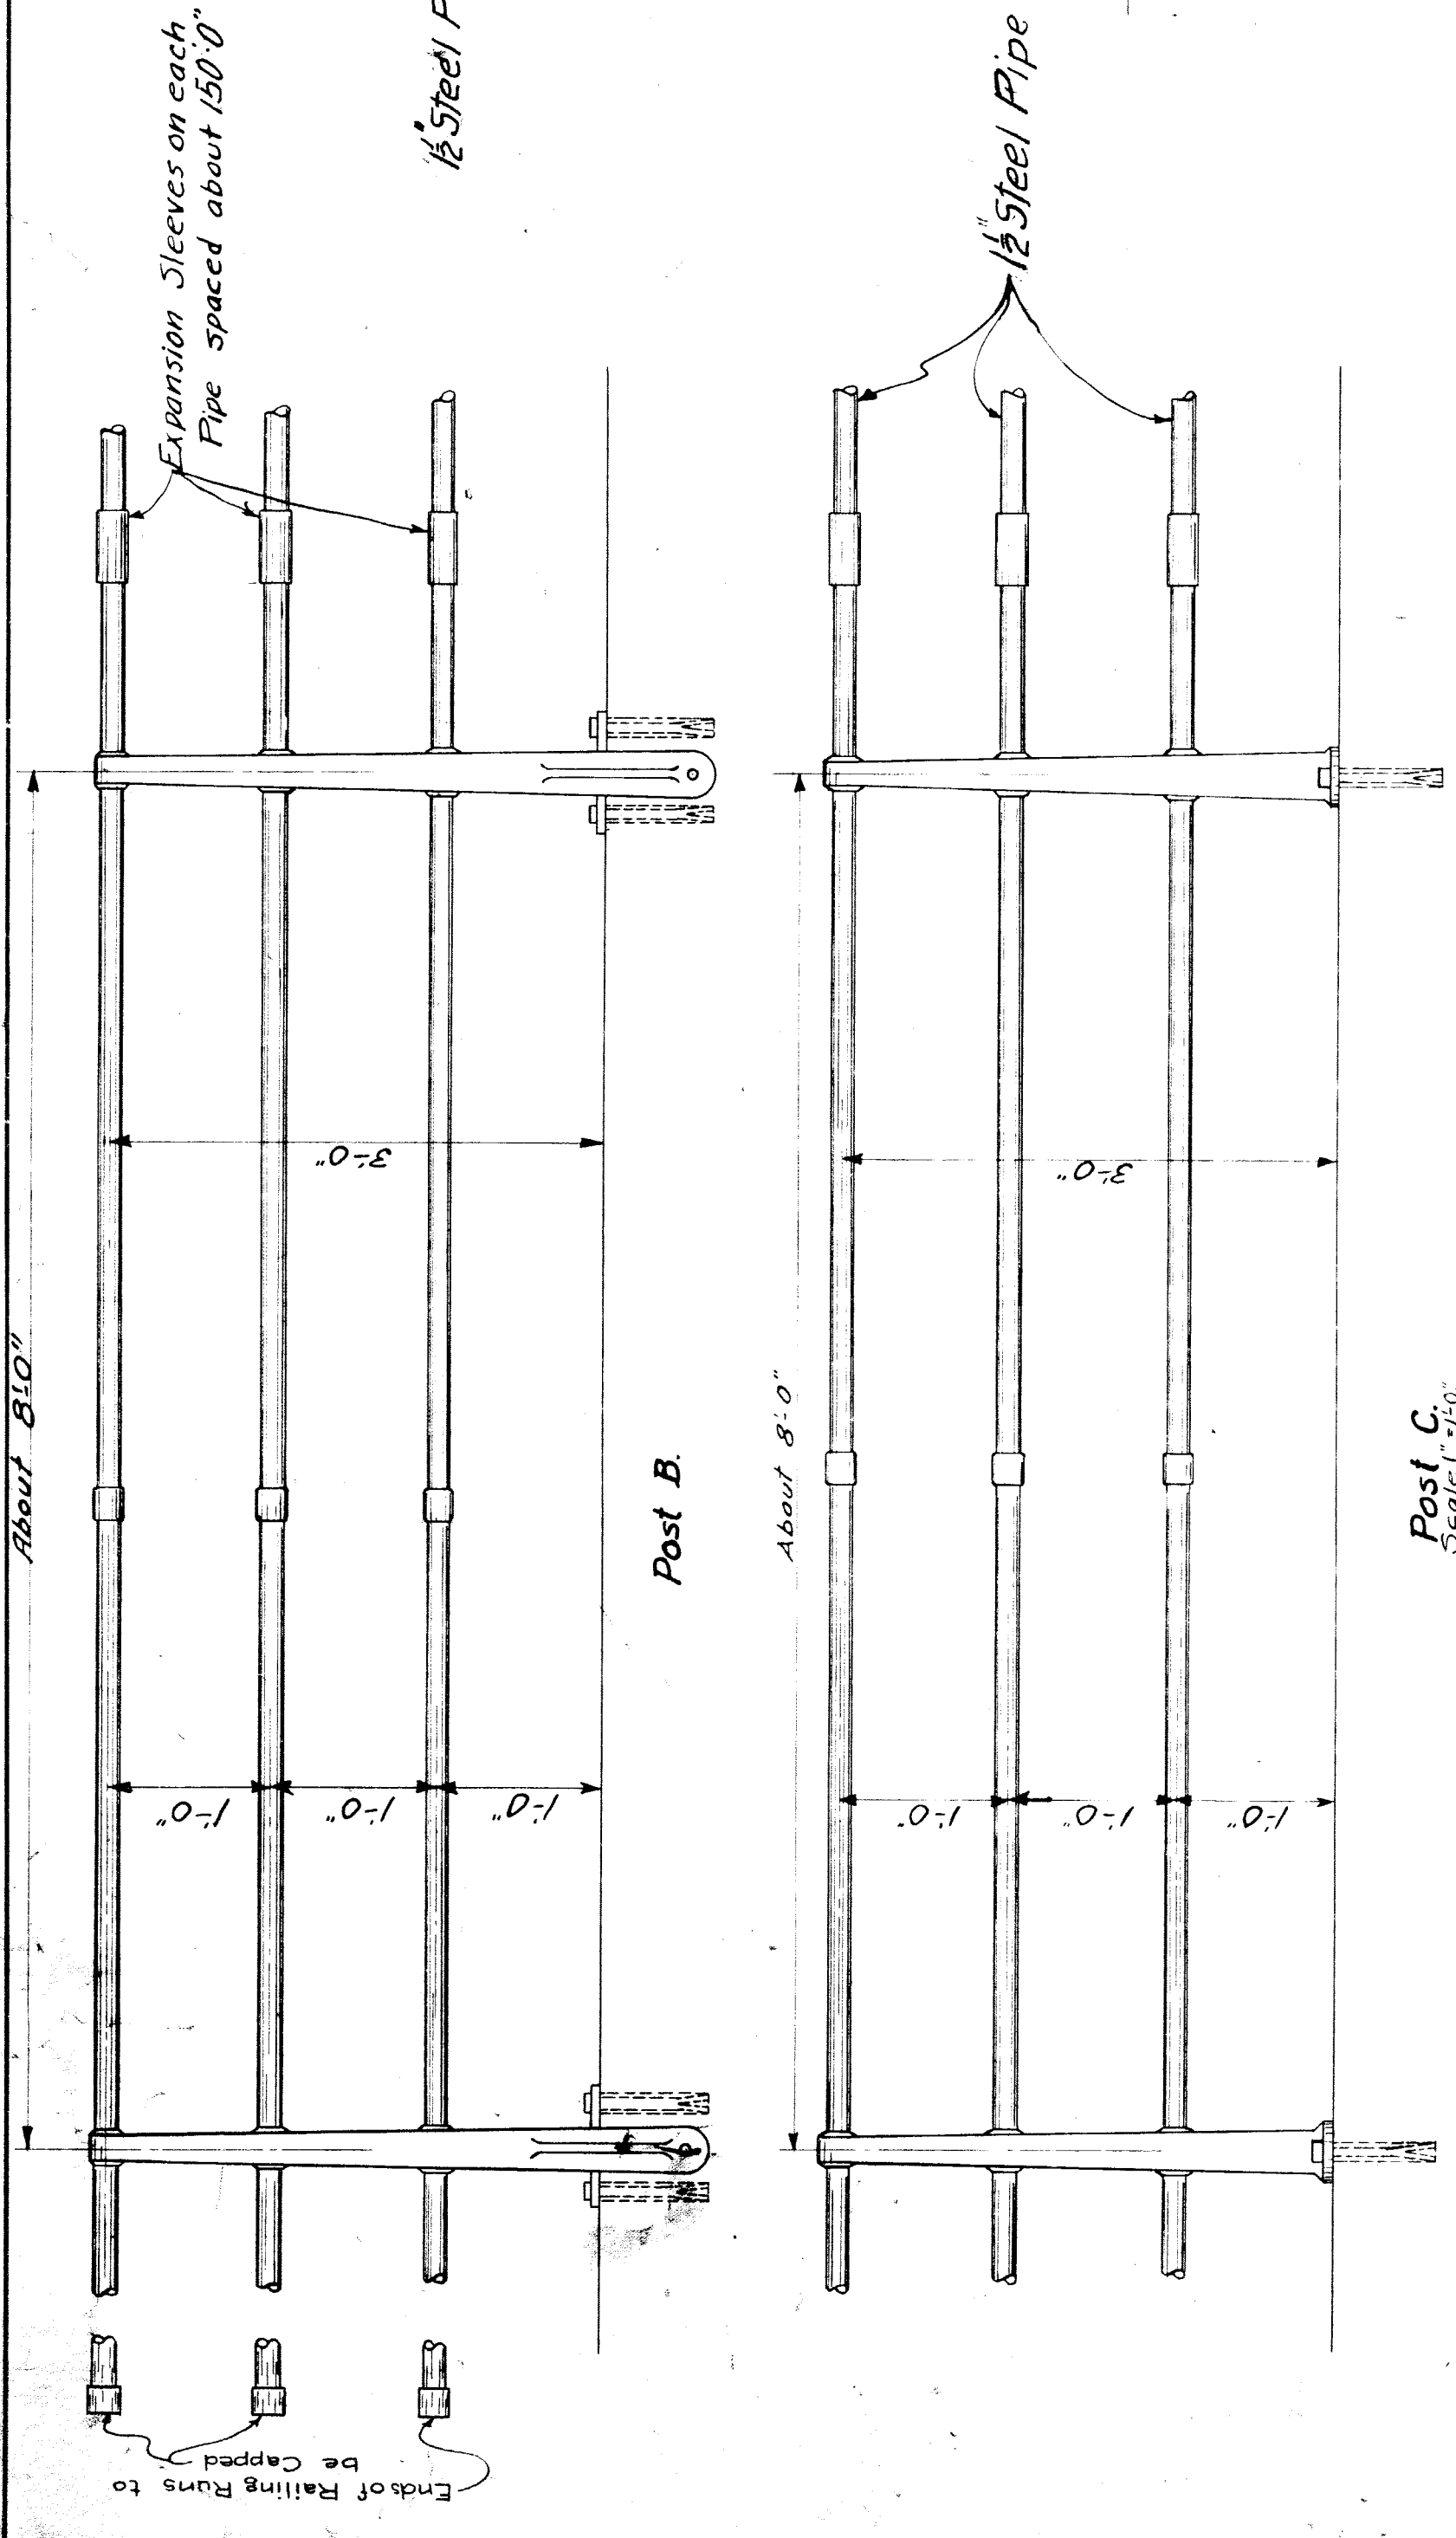 About 8'-0"
Expansion Sleeves on each
Pipe spaced about 150'-0"
1½" Steel P
3'-0"
1'-0"
1'-0"
1'-0"
Ends of Railing Runs to
be Capped
Post B.
About 8'-0"
1½" Steel Pipe
3'-0"
1'-0"
1'-0"
1'-0"
Post C.
Scale 1" = 1'-0"